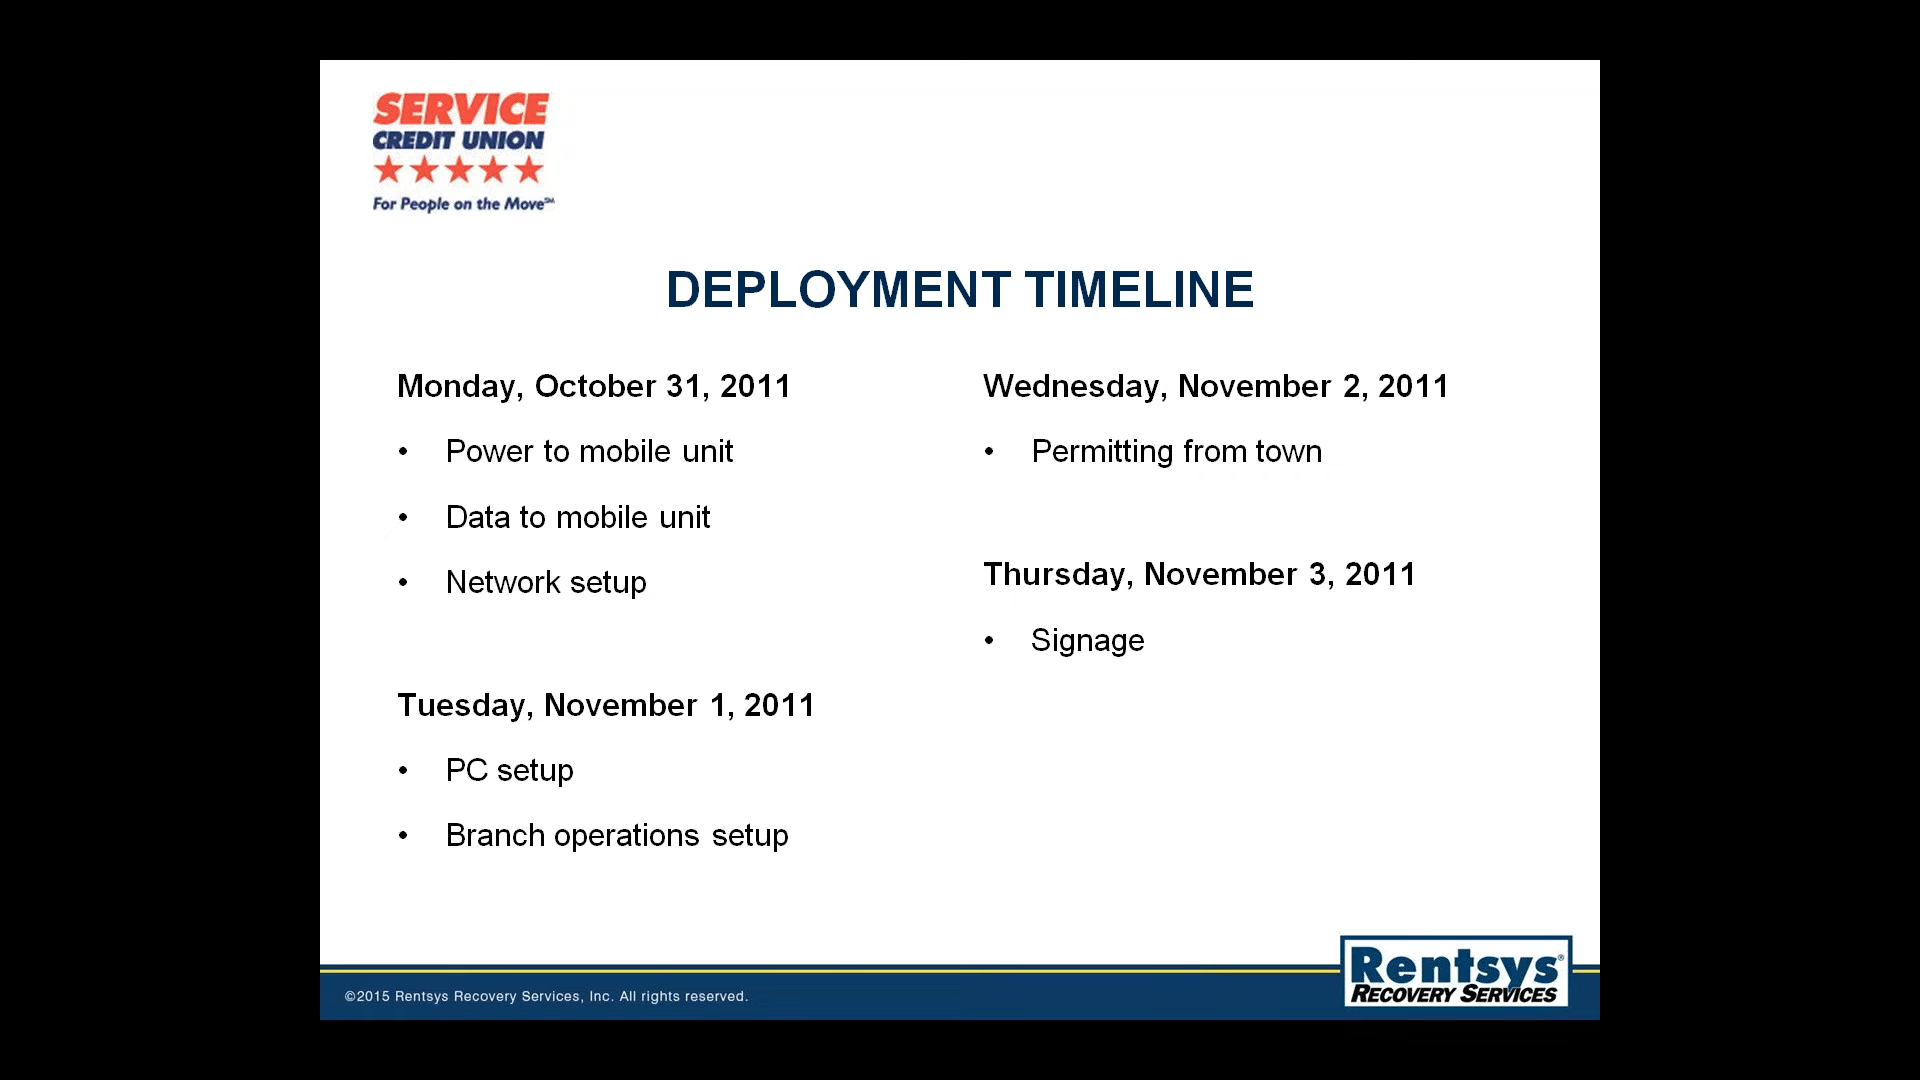 SERVICE
CREDIT UNION
For People on the Move℠
DEPLOYMENT TIMELINE
Monday, October 31, 2011
• Power to mobile unit
• Data to mobile unit
• Network setup
Tuesday, November 1, 2011
• PC setup
• Branch operations setup
Wednesday, November 2, 2011
• Permitting from town
Thursday, November 3, 2011
• Signage
©2015 Rentsys Recovery Services, Inc. All rights reserved.
Rentsys®
RECOVERY SERVICES